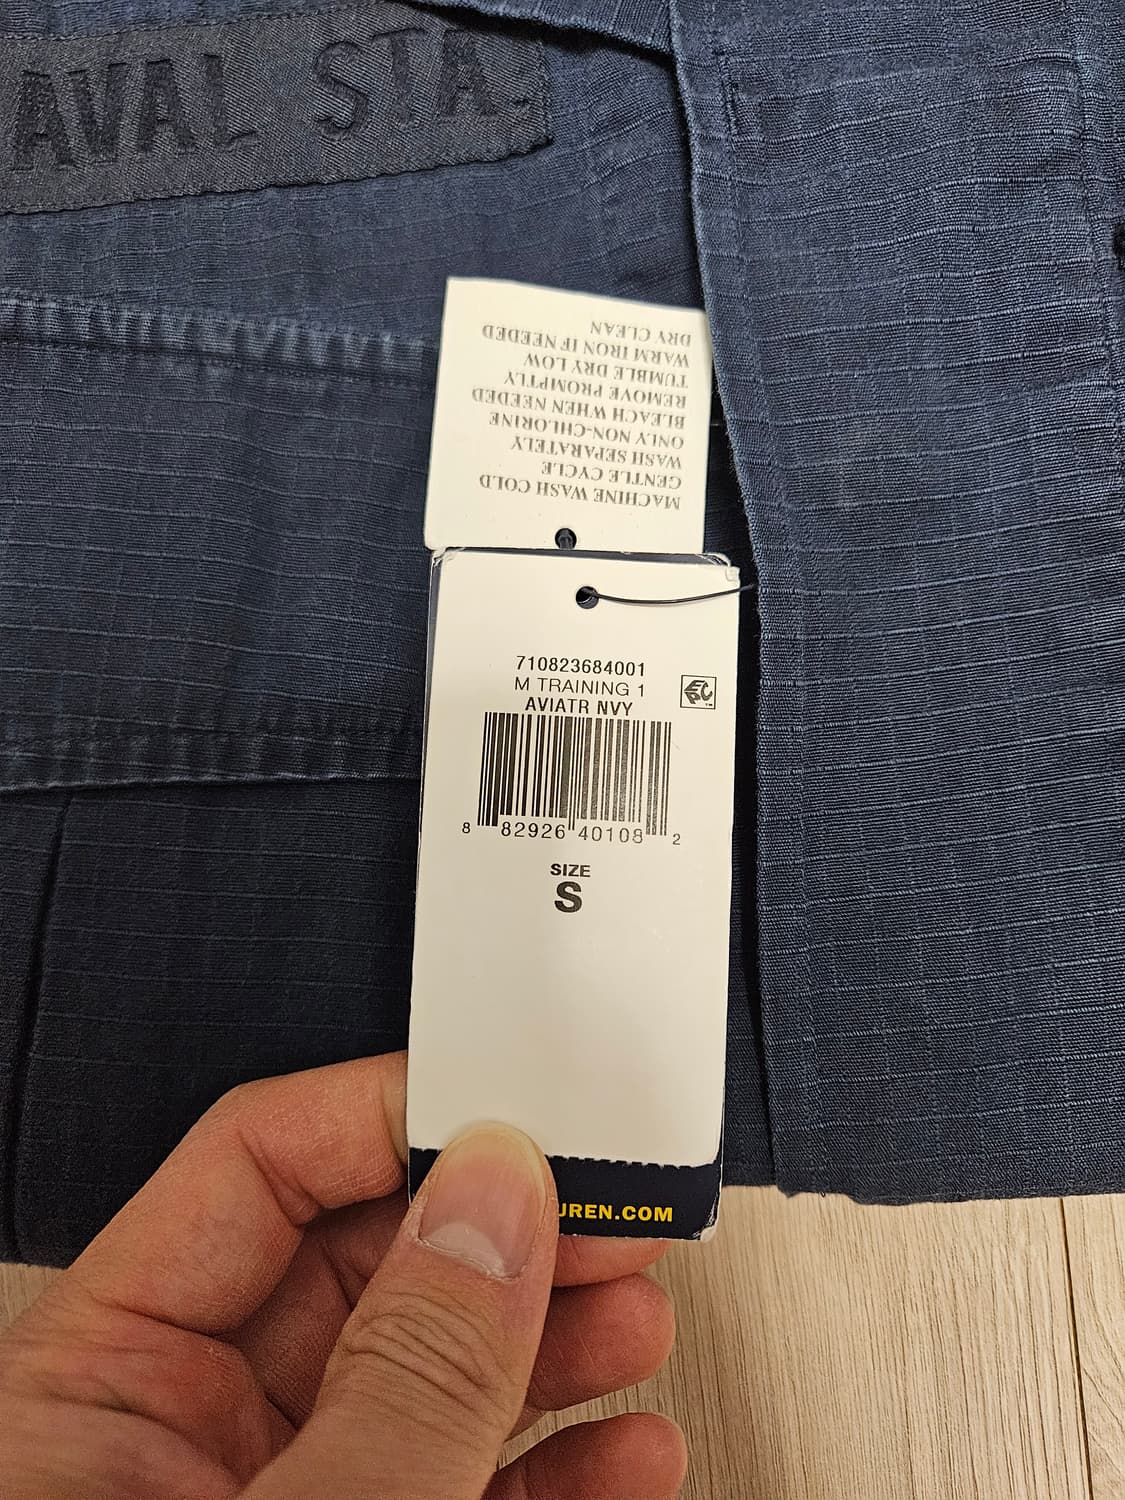 AVAL STA.
MACHINE WASH COLD
GENTLE CYCLE
WASH SEPARATELY
ONLY NON-CHLORINE
BLEACH WHEN NEEDED
REMOVE PROMPTLY
TUMBLE DRY LOW
WARM IRON IF NEEDED
DRY CLEAN
710823684001
M TRAINING 1
AVIATR NVY
8 82926 40108 2
SIZE
S
UREN.COM